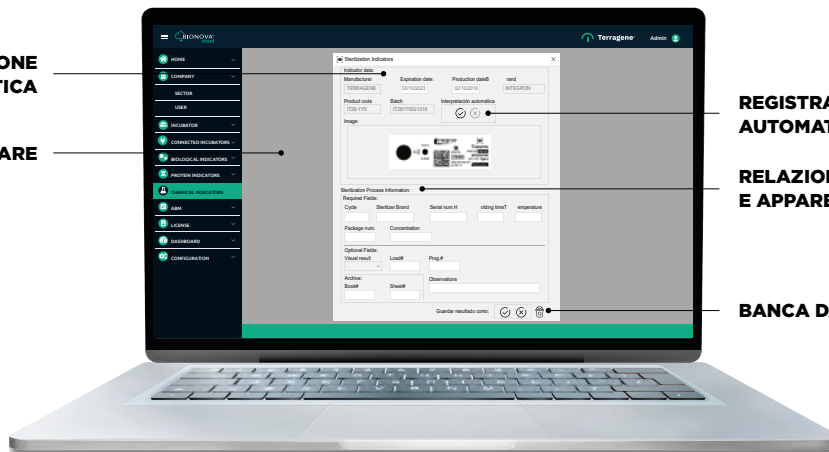 BIONOVA®
cloud
Terragene®
Admin
HOME
COMPANY
SECTOR
USER
INCUBATOR
CONNECTED INCUBATORS
BIOLOGICAL INDICATORS
PROTEIN INDICATORS
CHEMICAL INDICATORS
ABM
LICENSE
DASHBOARD
CONFIGURATION
Sterilization Indicators
Indicator data:
Manufacturer Expiration date: Production dateB rand
TERRAGENE 02/10/2023 02/10/2018 INTEGRON
Product code Batch Interpretación automática
IT26-1YS
Image:
Sterilization Process Information:
Required Fields:
Cycle Sterilizer Brand Serial num.H olding timeT emperature
Package num. Concentration
Optional Fields:
Visual result Load# Prog.#
Archive:
Book# Sheet# Observations
Guardar resultado como:
ONE
TICA
ARE
REGISTRA
AUTOMAT
RELAZION
E APPARE
BANCA D